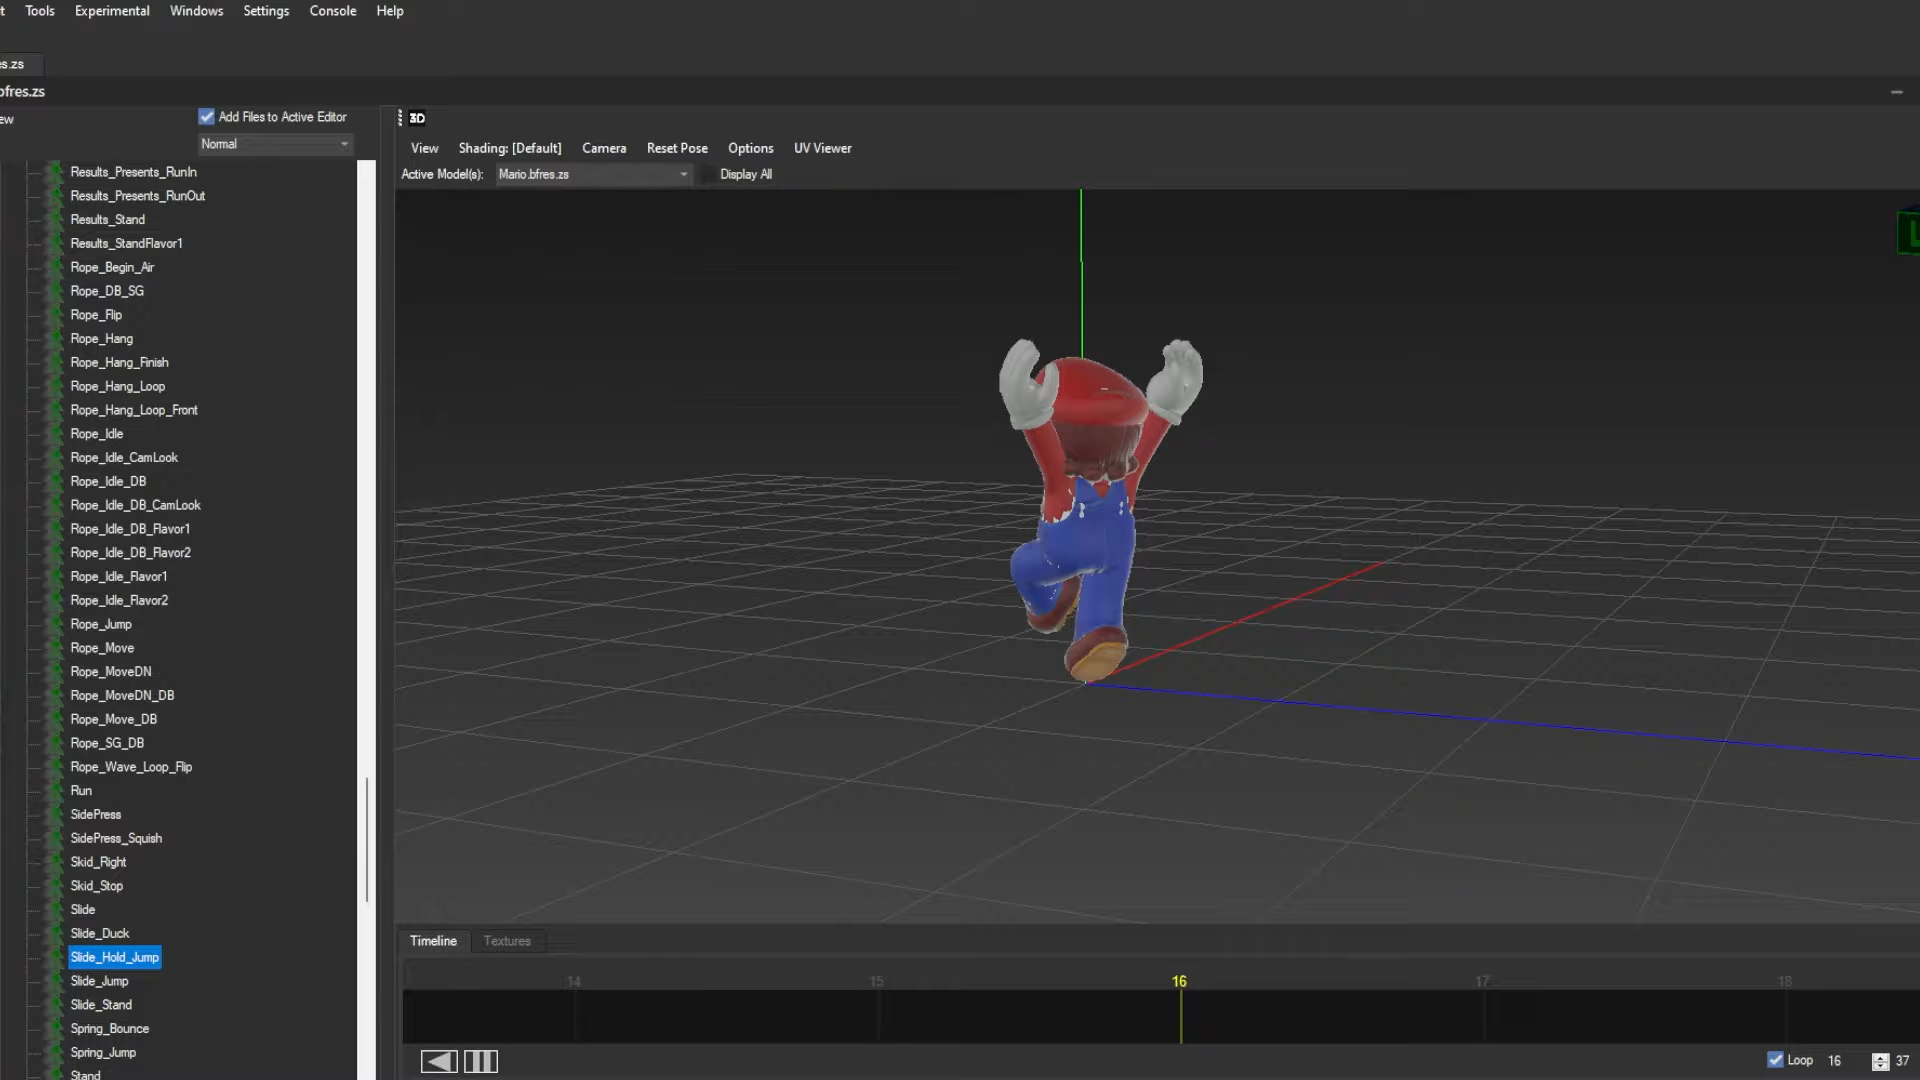 t Tools Experimental Windows Settings Console Help
es.zs
bfres.zs
ew
Add Files to Active Editor
Normal
Results_Presents_RunIn
Results_Presents_RunOut
Results_Stand
Results_StandFlavor1
Rope_Begin_Air
Rope_DB_SG
Rope_Flip
Rope_Hang
Rope_Hang_Finish
Rope_Hang_Loop
Rope_Hang_Loop_Front
Rope_Idle
Rope_Idle_CamLook
Rope_Idle_DB
Rope_Idle_DB_CamLook
Rope_Idle_DB_Flavor1
Rope_Idle_DB_Flavor2
Rope_Idle_Flavor1
Rope_Idle_Flavor2
Rope_Jump
Rope_Move
Rope_MoveDN
Rope_MoveDN_DB
Rope_Move_DB
Rope_SG_DB
Rope_Wave_Loop_Flip
Run
SidePress
SidePress_Squish
Skid_Right
Skid_Stop
Slide
Slide_Duck
Slide_Hold_Jump
Slide_Jump
Slide_Stand
Spring_Bounce
Spring_Jump
Stand
3D
View Shading: [Default] Camera Reset Pose Options UV Viewer
Active Model(s): Mario.bfres.zs Display All
L
Timeline Textures
14 15 16 17 18
Loop 16 37